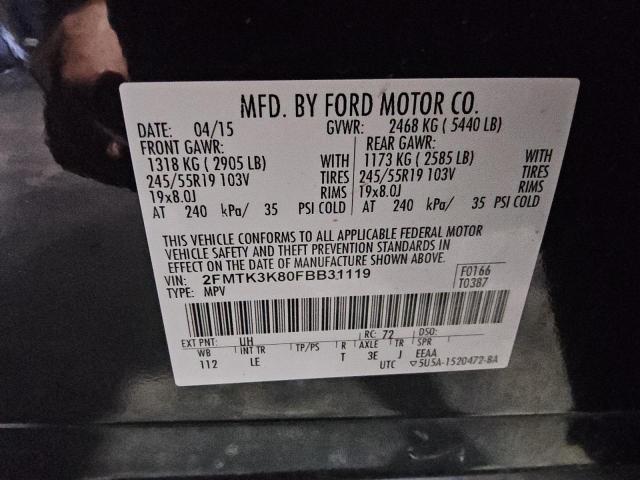 MFD. BY FORD MOTOR CO.
DATE: 04/15 GVWR: 2468 KG ( 5440 LB)
FRONT GAWR: REAR GAWR:
1318 KG ( 2905 LB) WITH 1173 KG ( 2585 LB) WITH
245/55R19 103V TIRES 245/55R19 103V TIRES
19x8.0J RIMS 19x8.0J RIMS
AT 240 kPa/ 35 PSI COLD AT 240 kPa/ 35 PSI COLD
THIS VEHICLE CONFORMS TO ALL APPLICABLE FEDERAL MOTOR
VEHICLE SAFETY AND THEFT PREVENTION STANDARDS IN
EFFECT ON THE DATE OF MANUFACTURE SHOWN ABOVE.
VIN: 2FMTK3K80FBB31119 F0166
TYPE: MPV T0387
EXT PNT: UH RC: 72 DSO:
WB INT TR TP/PS R AXLE TR SPR
112 LE T 3E J EEAA
UTC ▽5U5A-1520472-BA